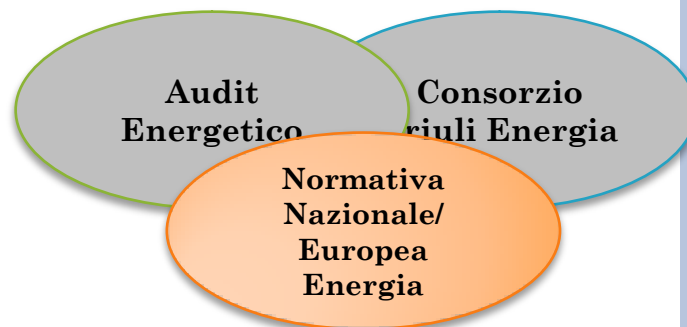 Audit
Energetico
Consorzio
riuli Energia
Normativa
Nazionale/
Europea
Energia